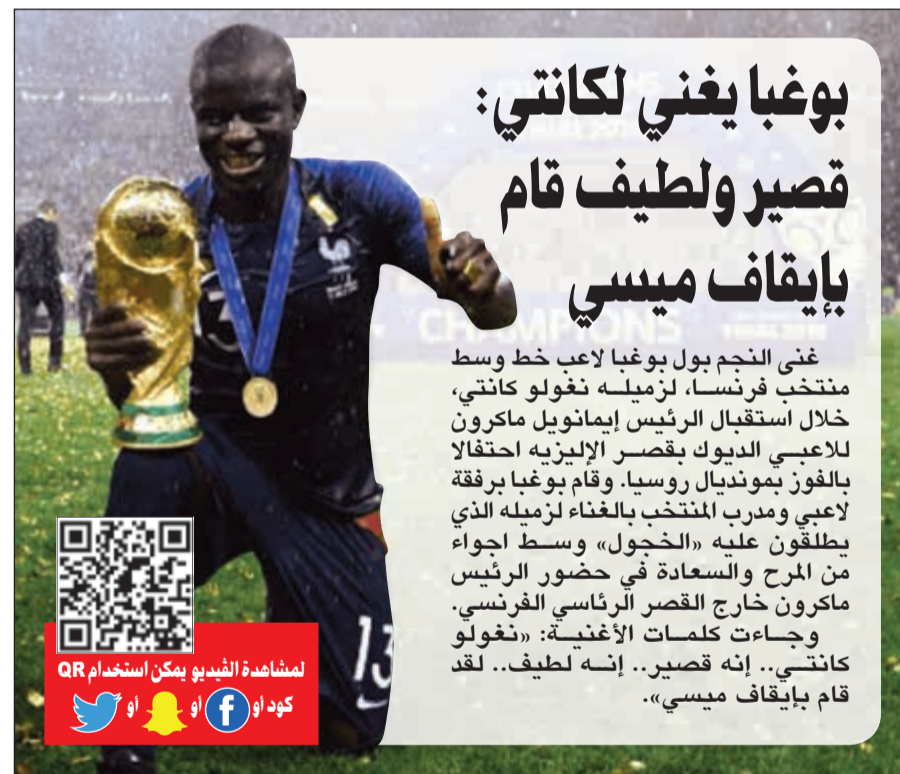 بوغبا يغني لكانتي:
قصير ولطيف قام
بإيقاف ميسي
غنى النجم بول بوغبا لاعب خط وسط
منتخب فرنسا، لزميله نغولو كانتي،
خلال استقبال الرئيس إيمانويل ماكرون
للاعبي الديوك بقصر الإليزيه احتفالا
بالفوز بمونديال روسيا. وقام بوغبا برفقة
لاعبي ومدرب المنتخب بالغناء لزميله الذي
يطلقون عليه «الخجول» وسط اجواء
من المرح والسعادة في حضور الرئيس
ماكرون خارج القصر الرئاسي الفرنسي.
وجاءت كلمات الأغنية: «نغولو
كانتي.. إنه قصير.. إنه لطيف.. لقد
قام بإيقاف ميسي».
CHAMPIONS
13
13
لمشاهدة الڤيديو يمكن استخدام QR
كود أو f أو أو